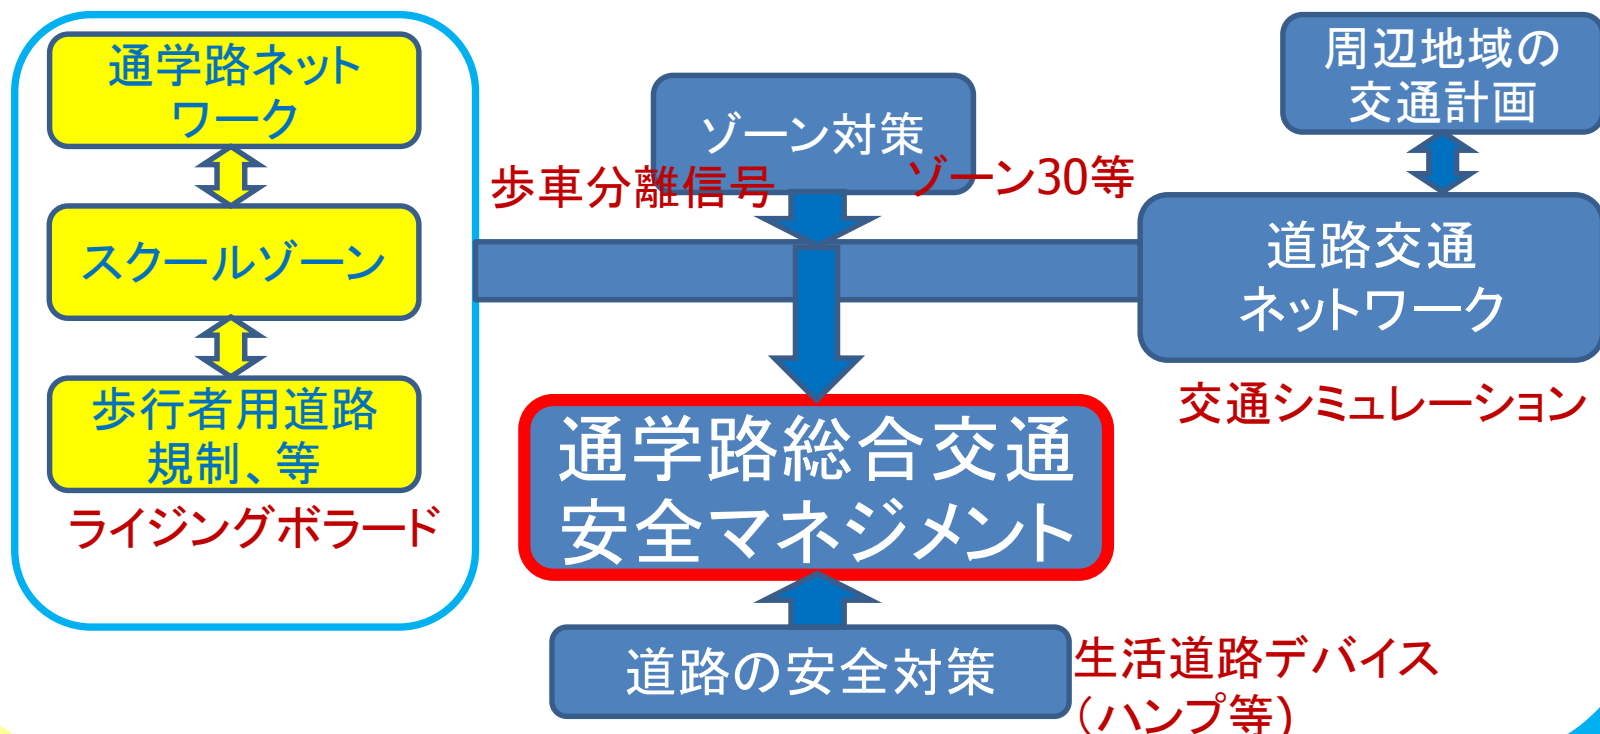 通学路ネット
ワーク
スクールゾーン
歩行者用道路
規制、等
ライジングボラード
ゾーン対策
歩車分離信号
ゾーン30等
周辺地域の
交通計画
道路交通
ネットワーク
交通シミュレーション
通学路総合交通
安全マネジメント
道路の安全対策
生活道路デバイス
(ハンプ等)